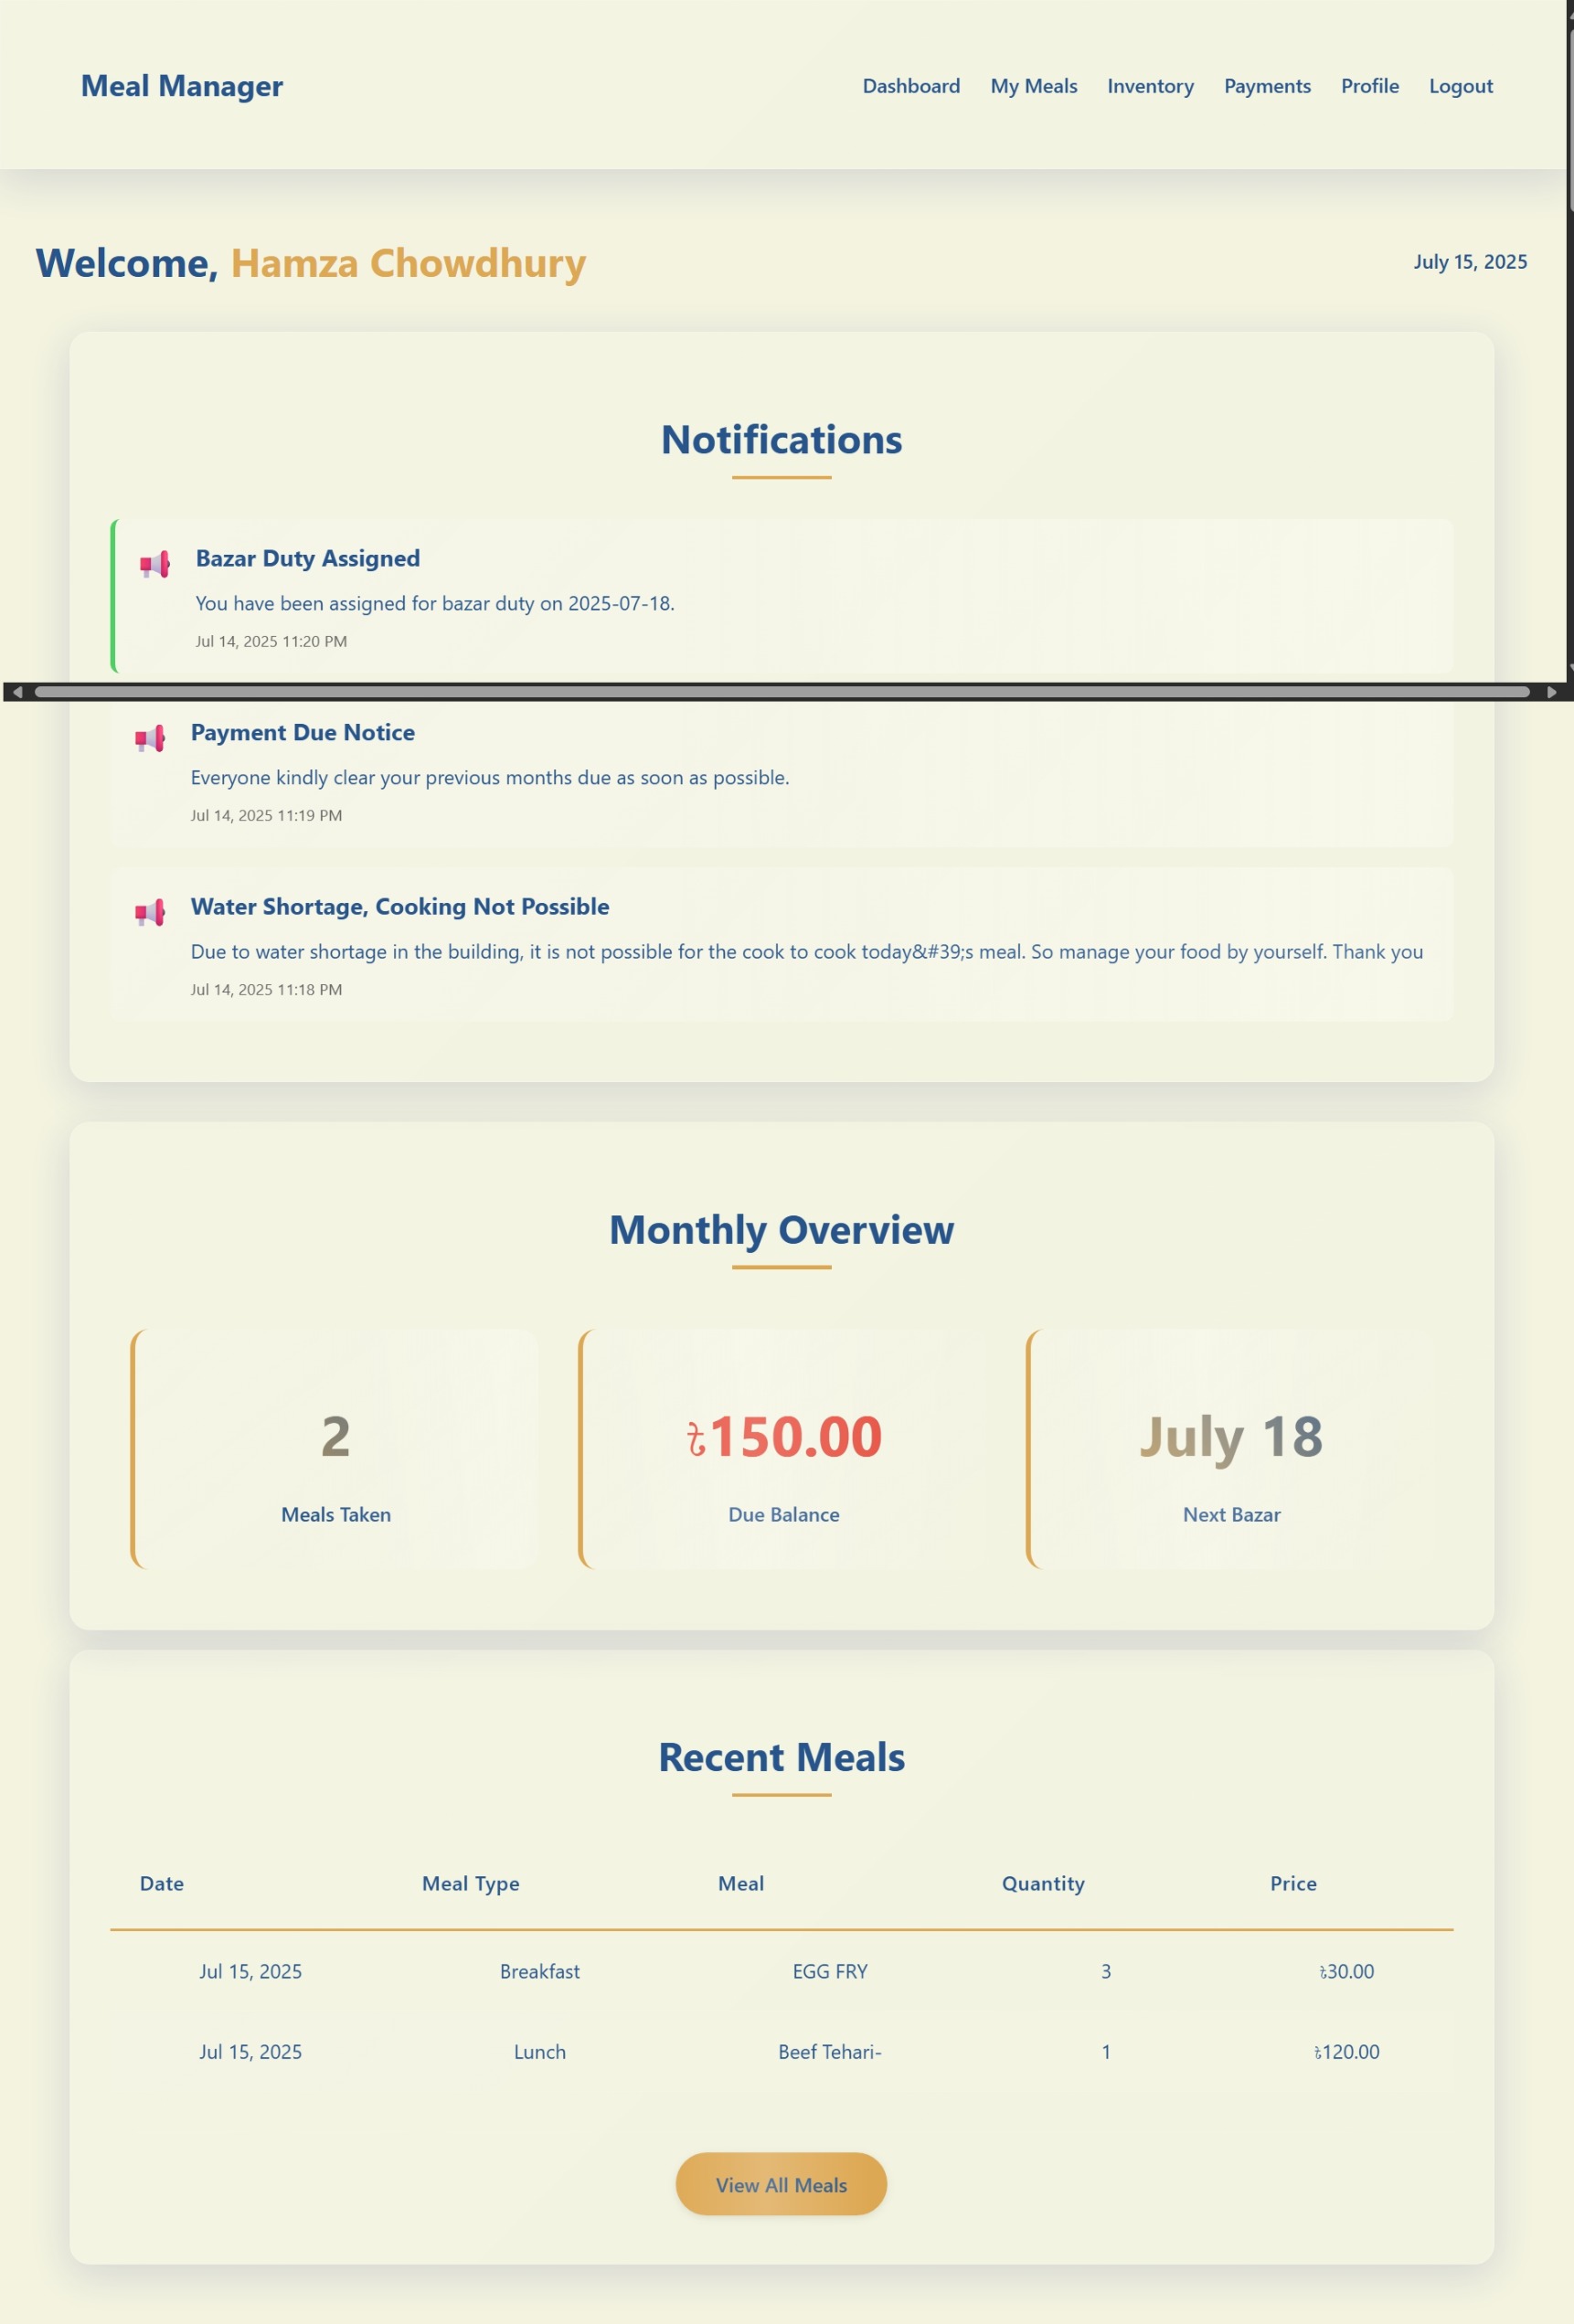 Meal Manager
Dashboard My Meals Inventory Payments Profile Logout
Welcome, Hamza Chowdhury
July 15, 2025
Notifications
Bazar Duty Assigned
You have been assigned for bazar duty on 2025-07-18.
Jul 14, 2025 11:20 PM
Payment Due Notice
Everyone kindly clear your previous months due as soon as possible.
Jul 14, 2025 11:19 PM
Water Shortage, Cooking Not Possible
Due to water shortage in the building, it is not possible for the cook to cook today&#39;s meal. So manage your food by yourself. Thank you
Jul 14, 2025 11:18 PM
Monthly Overview
2
Meals Taken
৳150.00
Due Balance
July 18
Next Bazar
Recent Meals
Date Meal Type Meal Quantity Price
Jul 15, 2025 Breakfast EGG FRY 3 ৳30.00
Jul 15, 2025 Lunch Beef Tehari- 1 ৳120.00
View All Meals